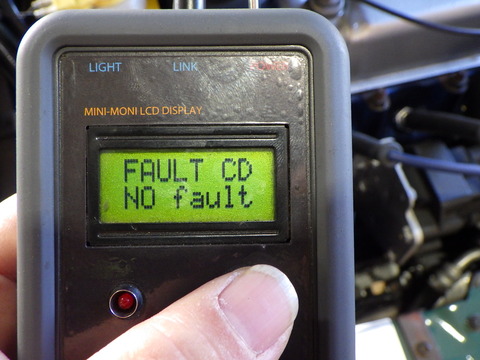 LIGHT LINK
MINI-MONI LCD DISPLAY
FAULT CD
NO fault